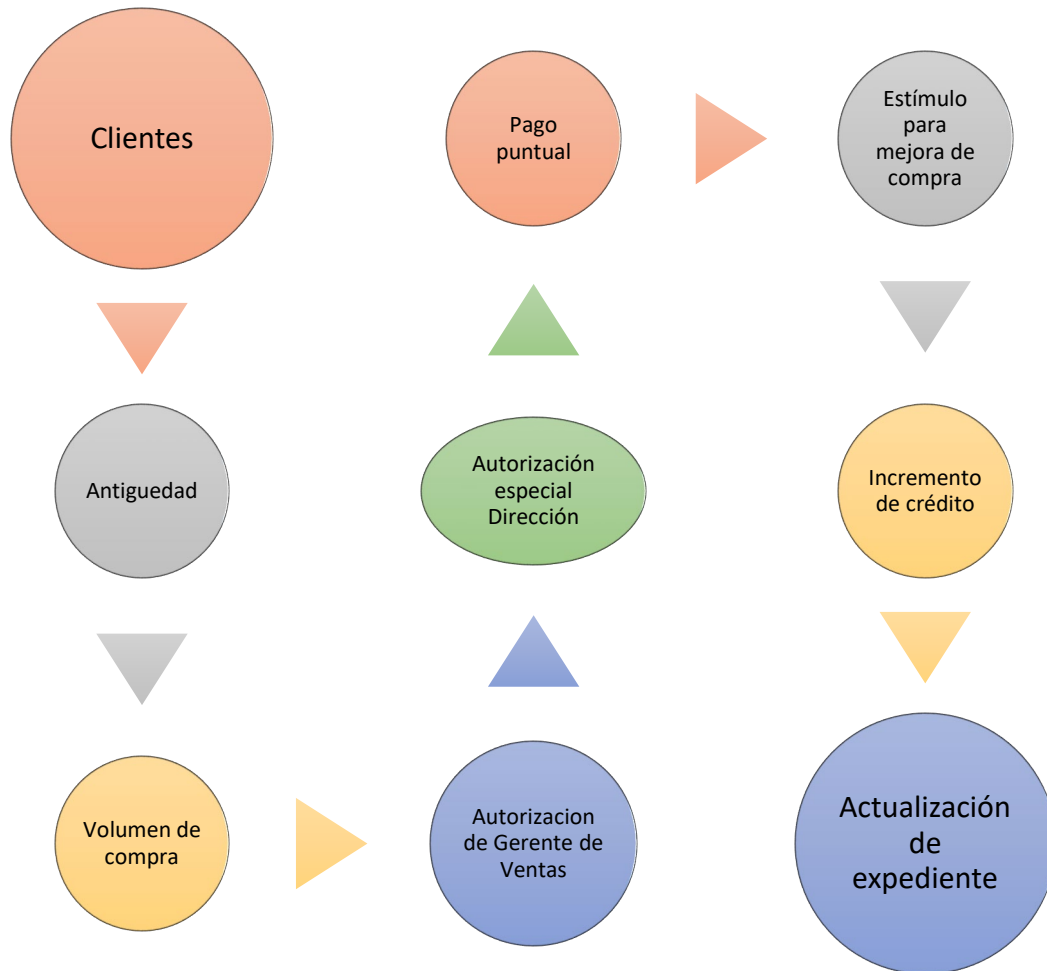 Clientes
Antiguedad
Volumen de
compra
Autorizacion
de Gerente de
Ventas
Autorización
especial
Dirección
Pago
puntual
Estímulo
para
mejora de
compra
Incremento
de crédito
Actualización
de
expediente